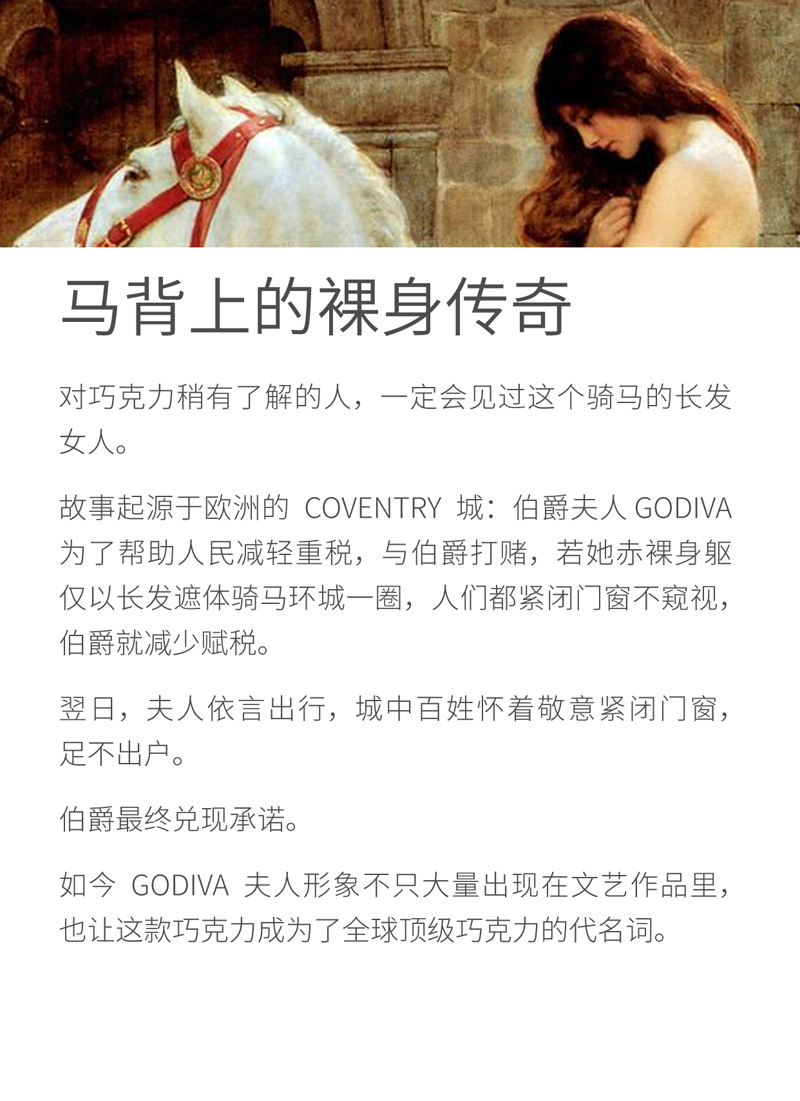 马背上的裸身传奇
对巧克力稍有了解的人，一定会见过这个骑马的长发
女人。
故事起源于欧洲的 COVENTRY 城：伯爵夫人 GODIVA
为了帮助人民减轻重税，与伯爵打赌，若她赤裸身躯
仅以长发遮体骑马环城一圈，人们都紧闭门窗不窥视，
伯爵就减少赋税。
翌日，夫人依言出行，城中百姓怀着敬意紧闭门窗，
足不出户。
伯爵最终兑现承诺。
如今 GODIVA 夫人形象不只大量出现在文艺作品里，
也让这款巧克力成为了全球顶级巧克力的代名词。